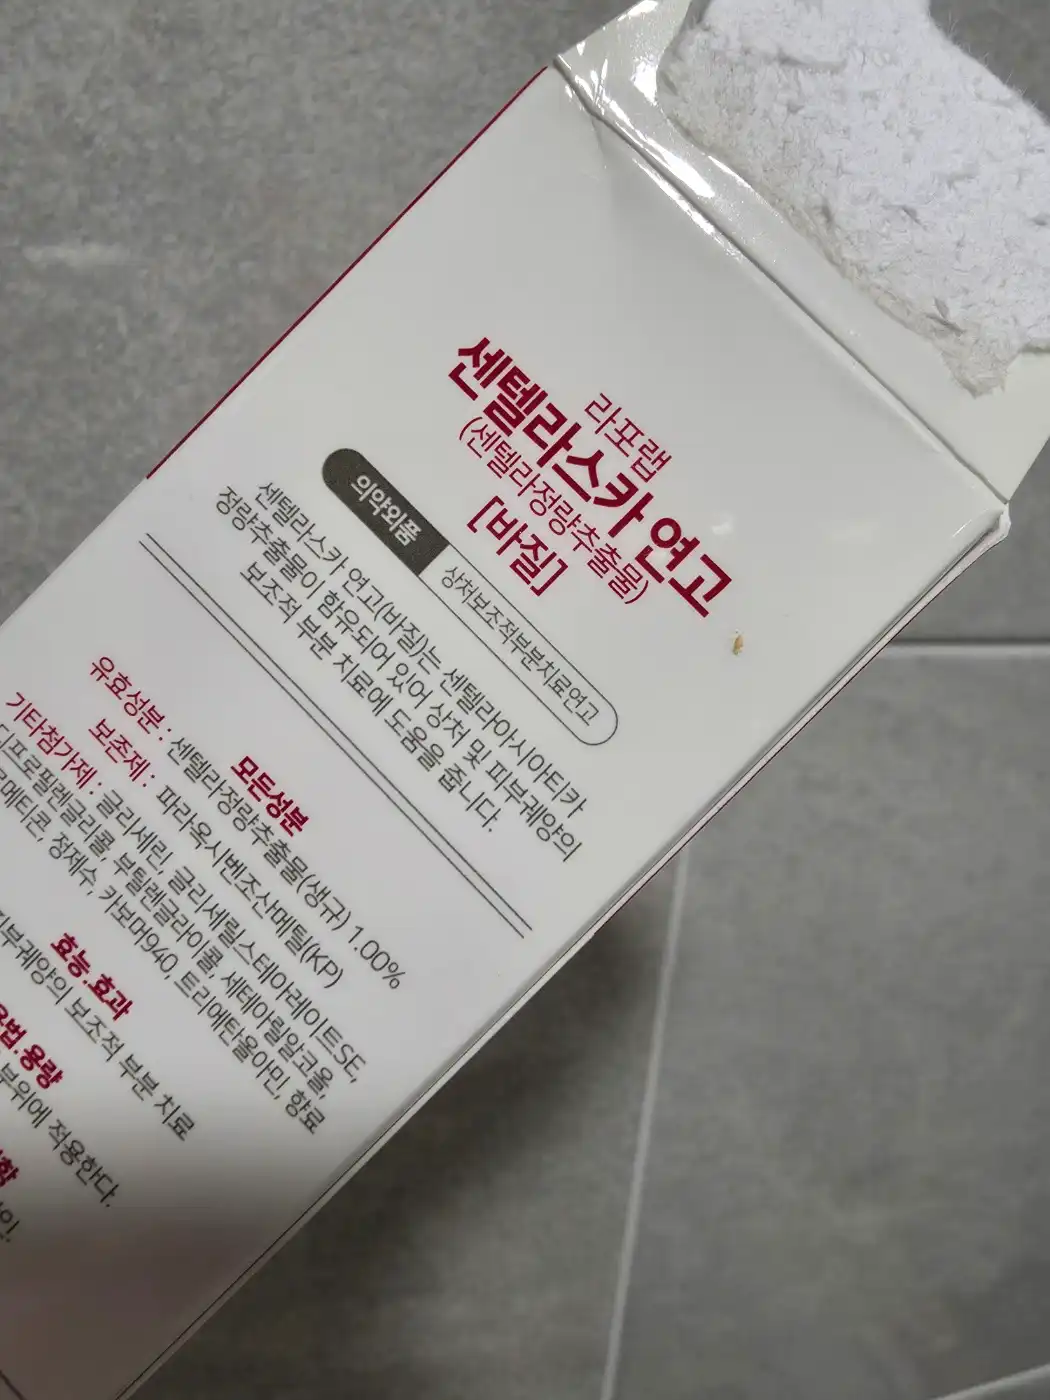 라포랩
센텔라스카 연고
(센텔라정량추출물)
[바질]
의약외품 상처보조적부분치료연고
센텔라스카 연고(바질)는 센텔라아시아티카
정량추출물이 함유되어 있어 상처 및 피부궤양의
보조적 부분 치료에 도움을 줍니다.
모든성분
유효성분 : 센텔라정량추출물(생규) 1.00%
보존제 : 파라옥시벤조산메틸(KP)
기타첨가제 : 글리세린, 글리세릴스테아레이트SE,
디프로필렌글리콜, 부틸렌글라이콜, 세테아릴알코올,
정제수, 카보머940, 트리에탄올아민, 향료
효능.효과
피부궤양의 보조적 부분 치료
용법.용량
부위에 적용한다.